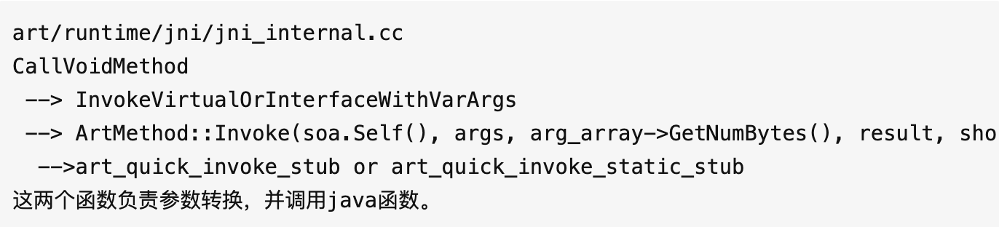 art/runtime/jni/jni_internal.cc
CallVoidMethod
--> InvokeVirtualOrInterfaceWithVarArgs
--> ArtMethod::Invoke(soa.Self(), args, arg_array->GetNumBytes(), result, sho
-->art_quick_invoke_stub or art_quick_invoke_static_stub
这两个函数负责参数转换，并调用java函数。